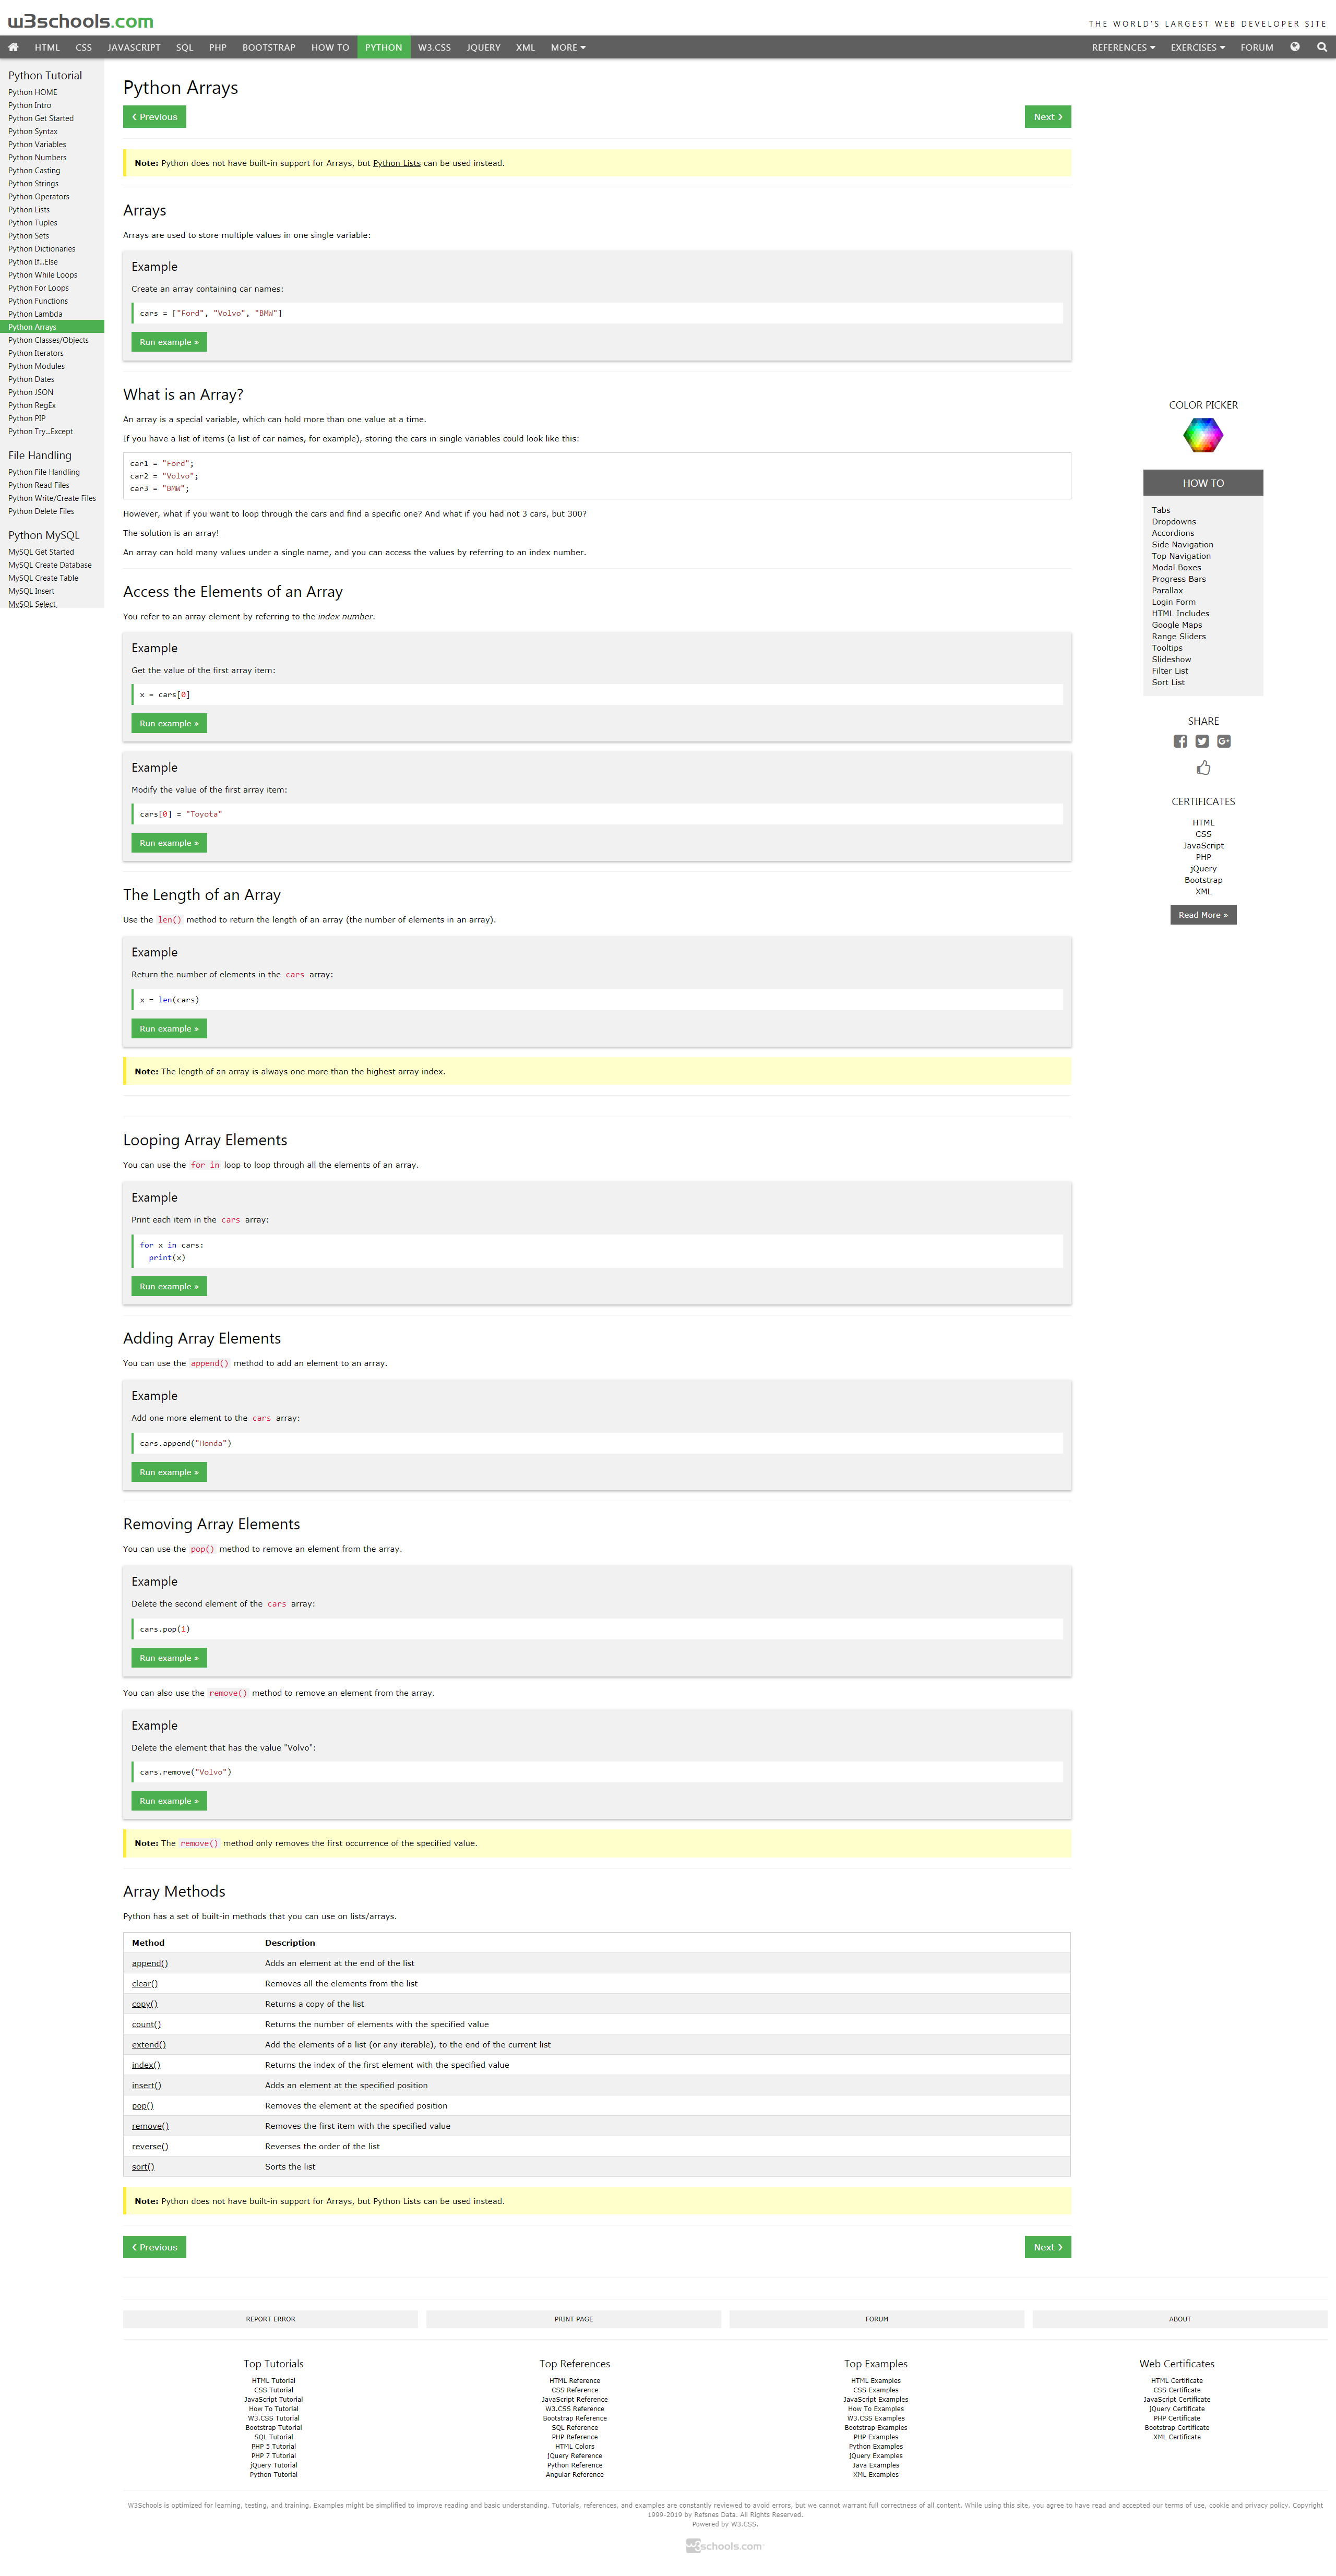 w3schools.com
THE WORLD'S LARGEST WEB DEVELOPER SITE
HTML CSS JAVASCRIPT SQL PHP BOOTSTRAP HOW TO PYTHON W3.CSS JQUERY XML MORE REFERENCES EXERCISES FORUM
Python Tutorial
Python HOME
Python Intro
Python Get Started
Python Syntax
Python Variables
Python Numbers
Python Casting
Python Strings
Python Operators
Python Lists
Python Tuples
Python Sets
Python Dictionaries
Python If...Else
Python While Loops
Python For Loops
Python Functions
Python Lambda
Python Arrays
Python Classes/Objects
Python Iterators
Python Modules
Python Dates
Python JSON
Python RegEx
Python PIP
Python Try...Except
File Handling
Python File Handling
Python Read Files
Python Write/Create Files
Python Delete Files
Python MySQL
MySQL Get Started
MySQL Create Database
MySQL Create Table
MySQL Insert
MySQL Select
Python Arrays
❮ Previous
Next ❯
Note: Python does not have built-in support for Arrays, but Python Lists can be used instead.
Arrays
Arrays are used to store multiple values in one single variable:
Example
Create an array containing car names:
cars = ["Ford", "Volvo", "BMW"]
Run example »
What is an Array?
An array is a special variable, which can hold more than one value at a time.
If you have a list of items (a list of car names, for example), storing the cars in single variables could look like this:
car1 = "Ford";
car2 = "Volvo";
car3 = "BMW";
However, what if you want to loop through the cars and find a specific one? And what if you had not 3 cars, but 300?
The solution is an array!
An array can hold many values under a single name, and you can access the values by referring to an index number.
Access the Elements of an Array
You refer to an array element by referring to the index number.
Example
Get the value of the first array item:
x = cars[0]
Run example »
Example
Modify the value of the first array item:
cars[0] = "Toyota"
Run example »
The Length of an Array
Use the len() method to return the length of an array (the number of elements in an array).
Example
Return the number of elements in the cars array:
x = len(cars)
Run example »
Note: The length of an array is always one more than the highest array index.
Looping Array Elements
You can use the for in loop to loop through all the elements of an array.
Example
Print each item in the cars array:
for x in cars:
  print(x)
Run example »
Adding Array Elements
You can use the append() method to add an element to an array.
Example
Add one more element to the cars array:
cars.append("Honda")
Run example »
Removing Array Elements
You can use the pop() method to remove an element from the array.
Example
Delete the second element of the cars array:
cars.pop(1)
Run example »
You can also use the remove() method to remove an element from the array.
Example
Delete the element that has the value "Volvo":
cars.remove("Volvo")
Run example »
Note: The remove() method only removes the first occurrence of the specified value.
Array Methods
Python has a set of built-in methods that you can use on lists/arrays.
Method Description
append() Adds an element at the end of the list
clear() Removes all the elements from the list
copy() Returns a copy of the list
count() Returns the number of elements with the specified value
extend() Add the elements of a list (or any iterable), to the end of the current list
index() Returns the index of the first element with the specified value
insert() Adds an element at the specified position
pop() Removes the element at the specified position
remove() Removes the first item with the specified value
reverse() Reverses the order of the list
sort() Sorts the list
Note: Python does not have built-in support for Arrays, but Python Lists can be used instead.
❮ Previous
Next ❯
COLOR PICKER
HOW TO
Tabs
Dropdowns
Accordions
Side Navigation
Top Navigation
Modal Boxes
Progress Bars
Parallax
Login Form
HTML Includes
Google Maps
Range Sliders
Tooltips
Slideshow
Filter List
Sort List
SHARE
CERTIFICATES
HTML
CSS
JavaScript
PHP
jQuery
Bootstrap
XML
Read More »
REPORT ERROR
PRINT PAGE
FORUM
ABOUT
Top Tutorials
HTML Tutorial
CSS Tutorial
JavaScript Tutorial
How To Tutorial
W3.CSS Tutorial
Bootstrap Tutorial
SQL Tutorial
PHP 5 Tutorial
PHP 7 Tutorial
jQuery Tutorial
Python Tutorial
Top References
HTML Reference
CSS Reference
JavaScript Reference
W3.CSS Reference
Bootstrap Reference
SQL Reference
PHP Reference
HTML Colors
jQuery Reference
Python Reference
Angular Reference
Top Examples
HTML Examples
CSS Examples
JavaScript Examples
How To Examples
W3.CSS Examples
Bootstrap Examples
PHP Examples
Python Examples
jQuery Examples
Java Examples
XML Examples
Web Certificates
HTML Certificate
CSS Certificate
JavaScript Certificate
jQuery Certificate
PHP Certificate
Bootstrap Certificate
XML Certificate
W3Schools is optimized for learning, testing, and training. Examples might be simplified to improve reading and basic understanding. Tutorials, references, and examples are constantly reviewed to avoid errors, but we cannot warrant full correctness of all content. While using this site, you agree to have read and accepted our terms of use, cookie and privacy policy. Copyright
1999-2019 by Refsnes Data. All Rights Reserved.
Powered by W3.CSS.
w3schools.com